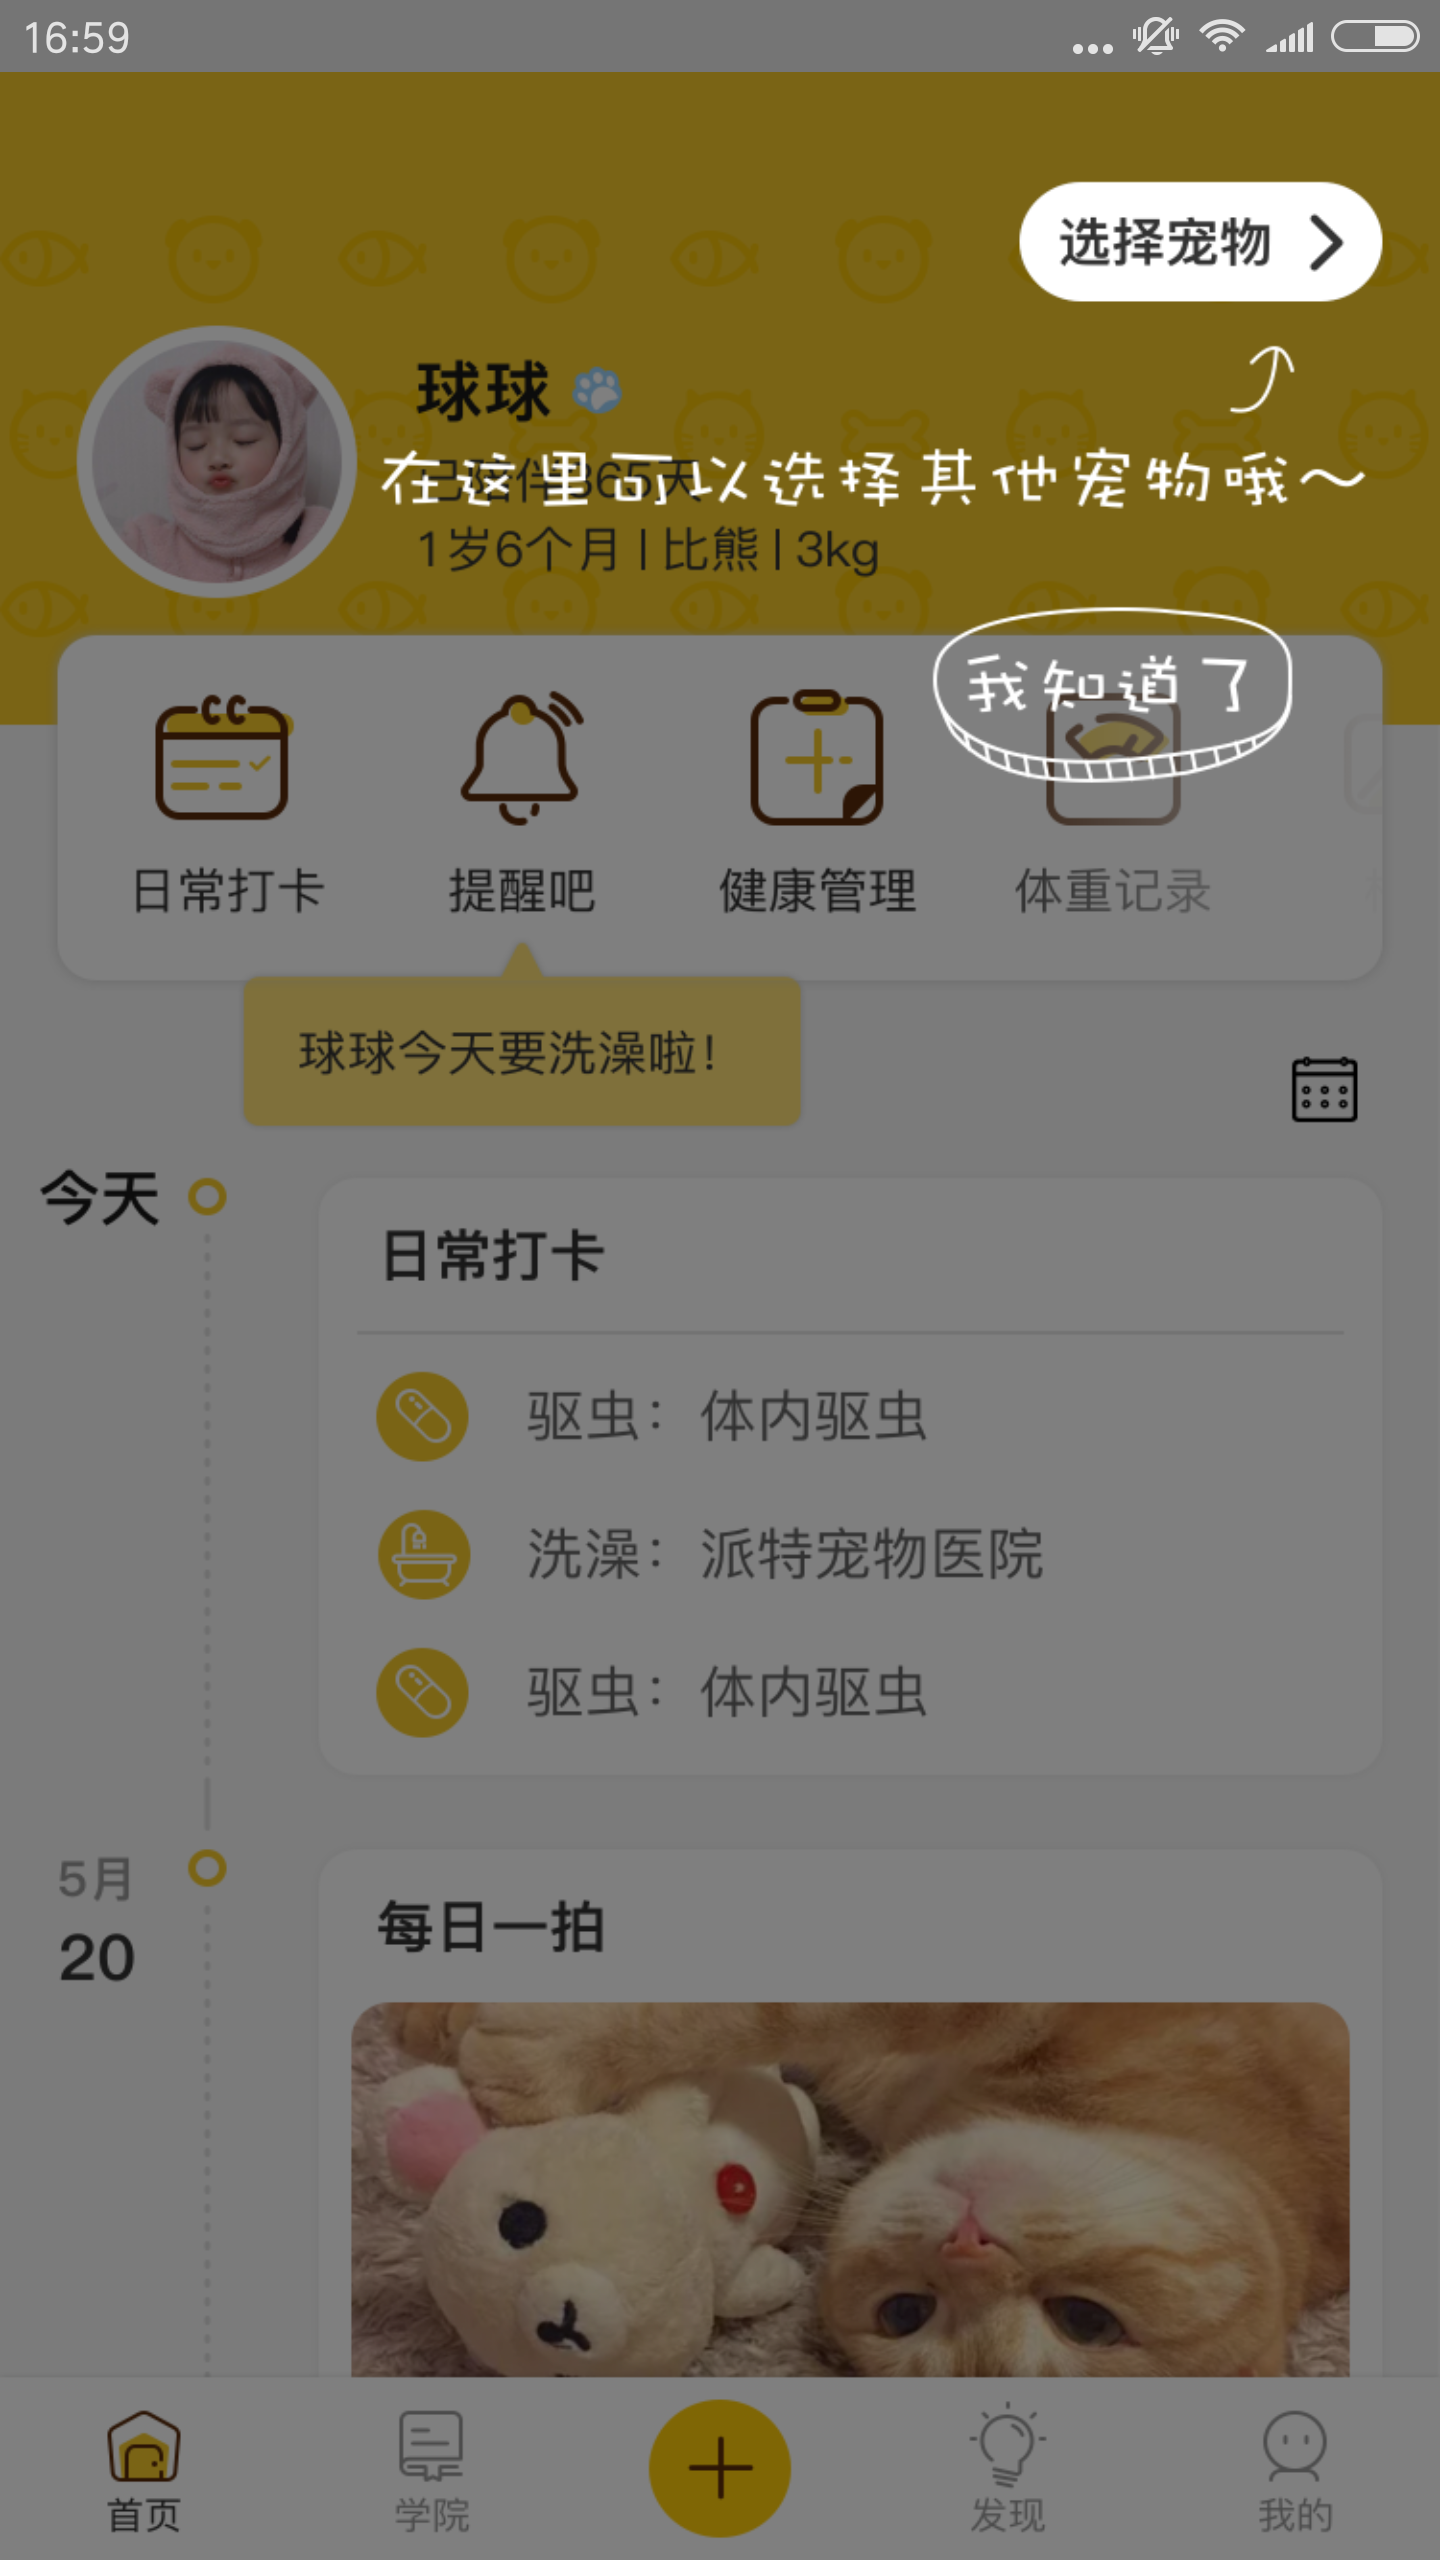 16:59
选择宠物
球球
已陪伴365天
在这里可以选择其他宠物哦～
1岁6个月 | 比熊 | 3kg
我知道了
日常打卡
提醒吧
健康管理
体重记录
球球今天要洗澡啦！
今天
日常打卡
驱虫：体内驱虫
洗澡：派特宠物医院
驱虫：体内驱虫
5月
20
每日一拍
首页
学院
发现
我的